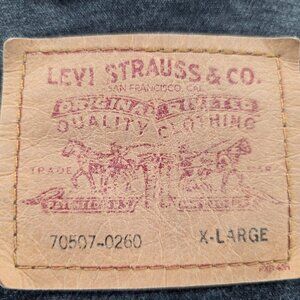 LEVI STRAUSS & CO.
SAN FRANCISCO, CAL
ORIGINAL RIVETED
QUALITY CLOTHING
TRADE MARK
70507-0260 X-LARGE